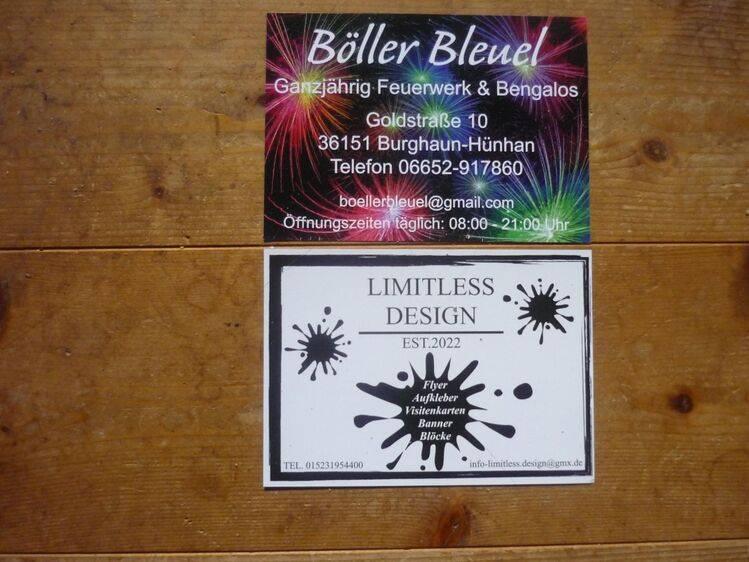 Böller Bleuel
Ganzjährig Feuerwerk & Bengalos
Goldstraße 10
36151 Burghaun-Hünhan
Telefon 06652-917860
boellerbleuel@gmail.com
Öffnungszeiten täglich: 08:00 - 21:00 Uhr
LIMITLESS
DESIGN
EST.2022
Flyer
Aufkleber
Visitenkarten
Banner
Blöcke
TEL. 015231954400
info-limitless.design@gmx.de